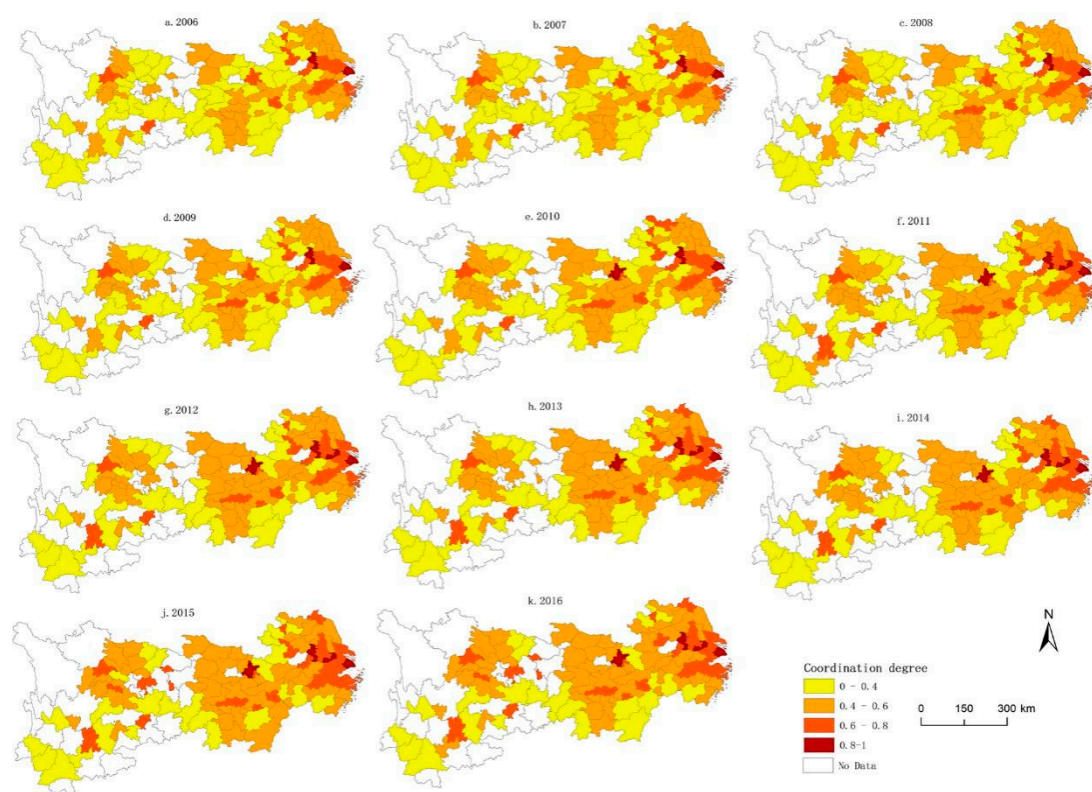 a. 2006
b. 2007
c. 2008
d. 2009
e. 2010
f. 2011
g. 2012
h. 2013
i. 2014
j. 2015
k. 2016
N
Coordination degree
0 - 0.4
0.4 - 0.6
0.6 - 0.8
0.8-1
No Data
0 150 300 km